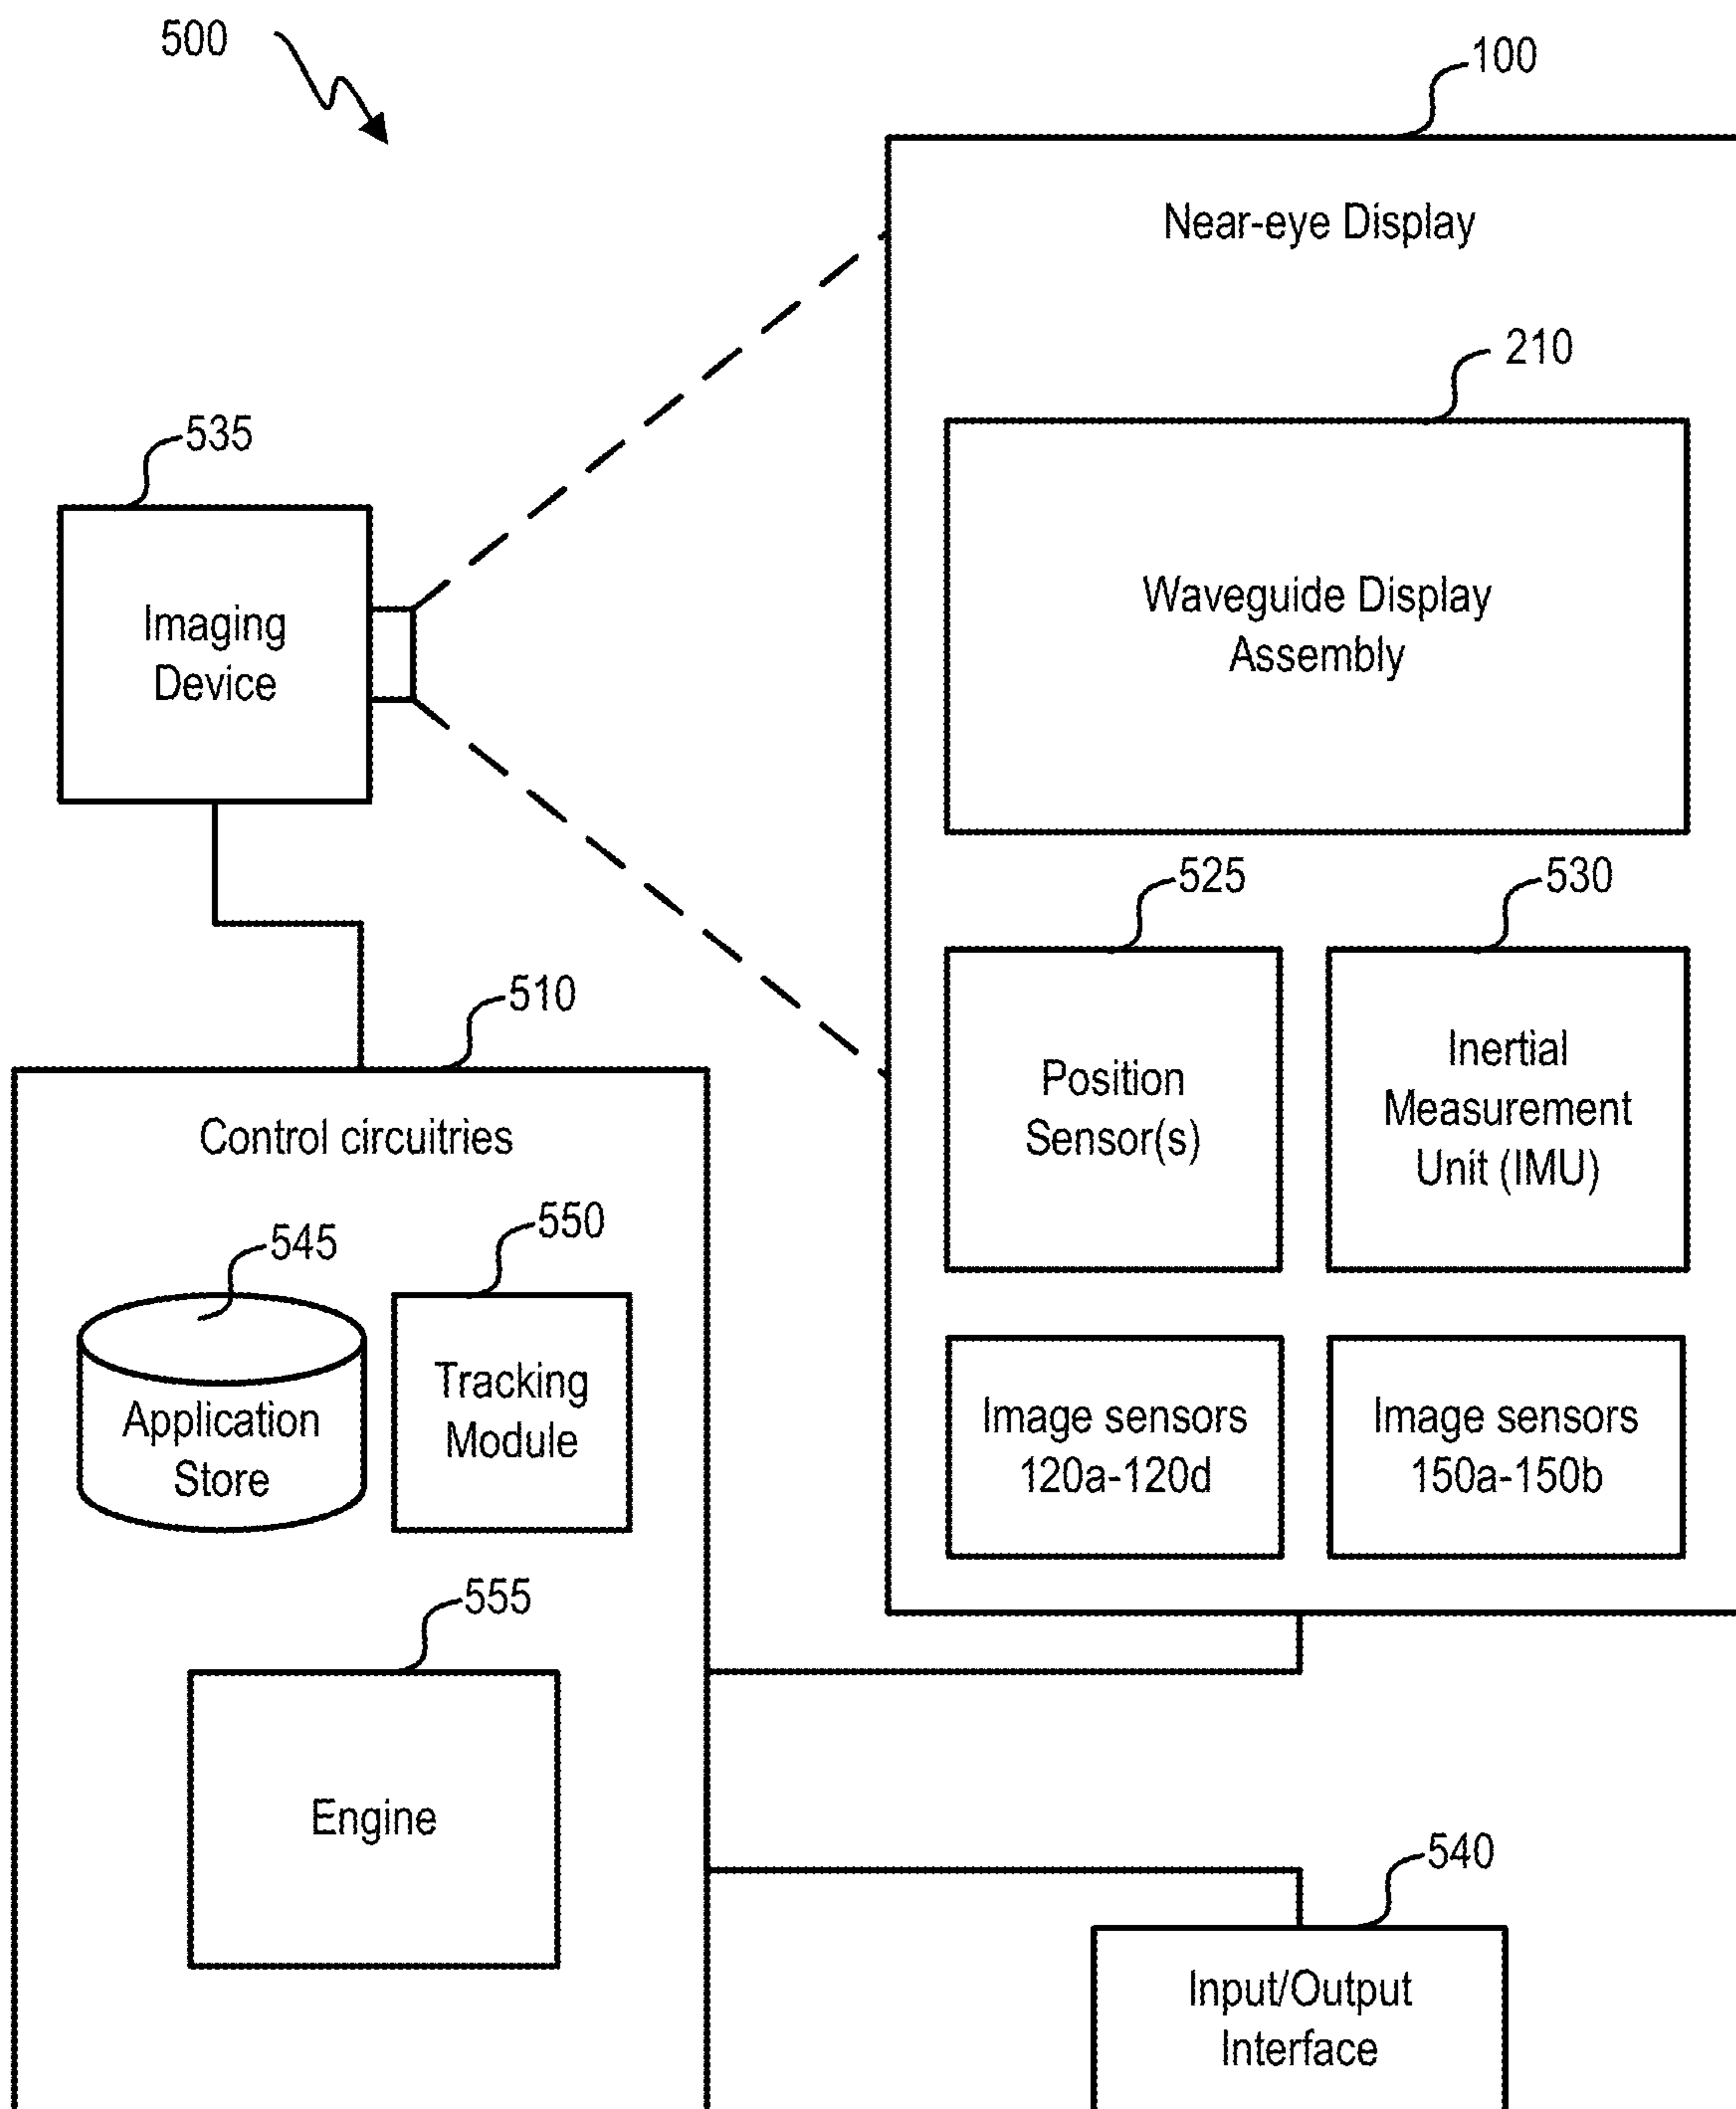 500
100
Near-eye Display
210
Waveguide Display
Assembly
535
Imaging
Device
525
530
Position
Sensor(s)
Inertial
Measurement
Unit (IMU)
510
Control circuitries
545
550
Application
Store
Tracking
Module
Image sensors
120a-120d
Image sensors
150a-150b
555
Engine
540
Input/Output
Interface